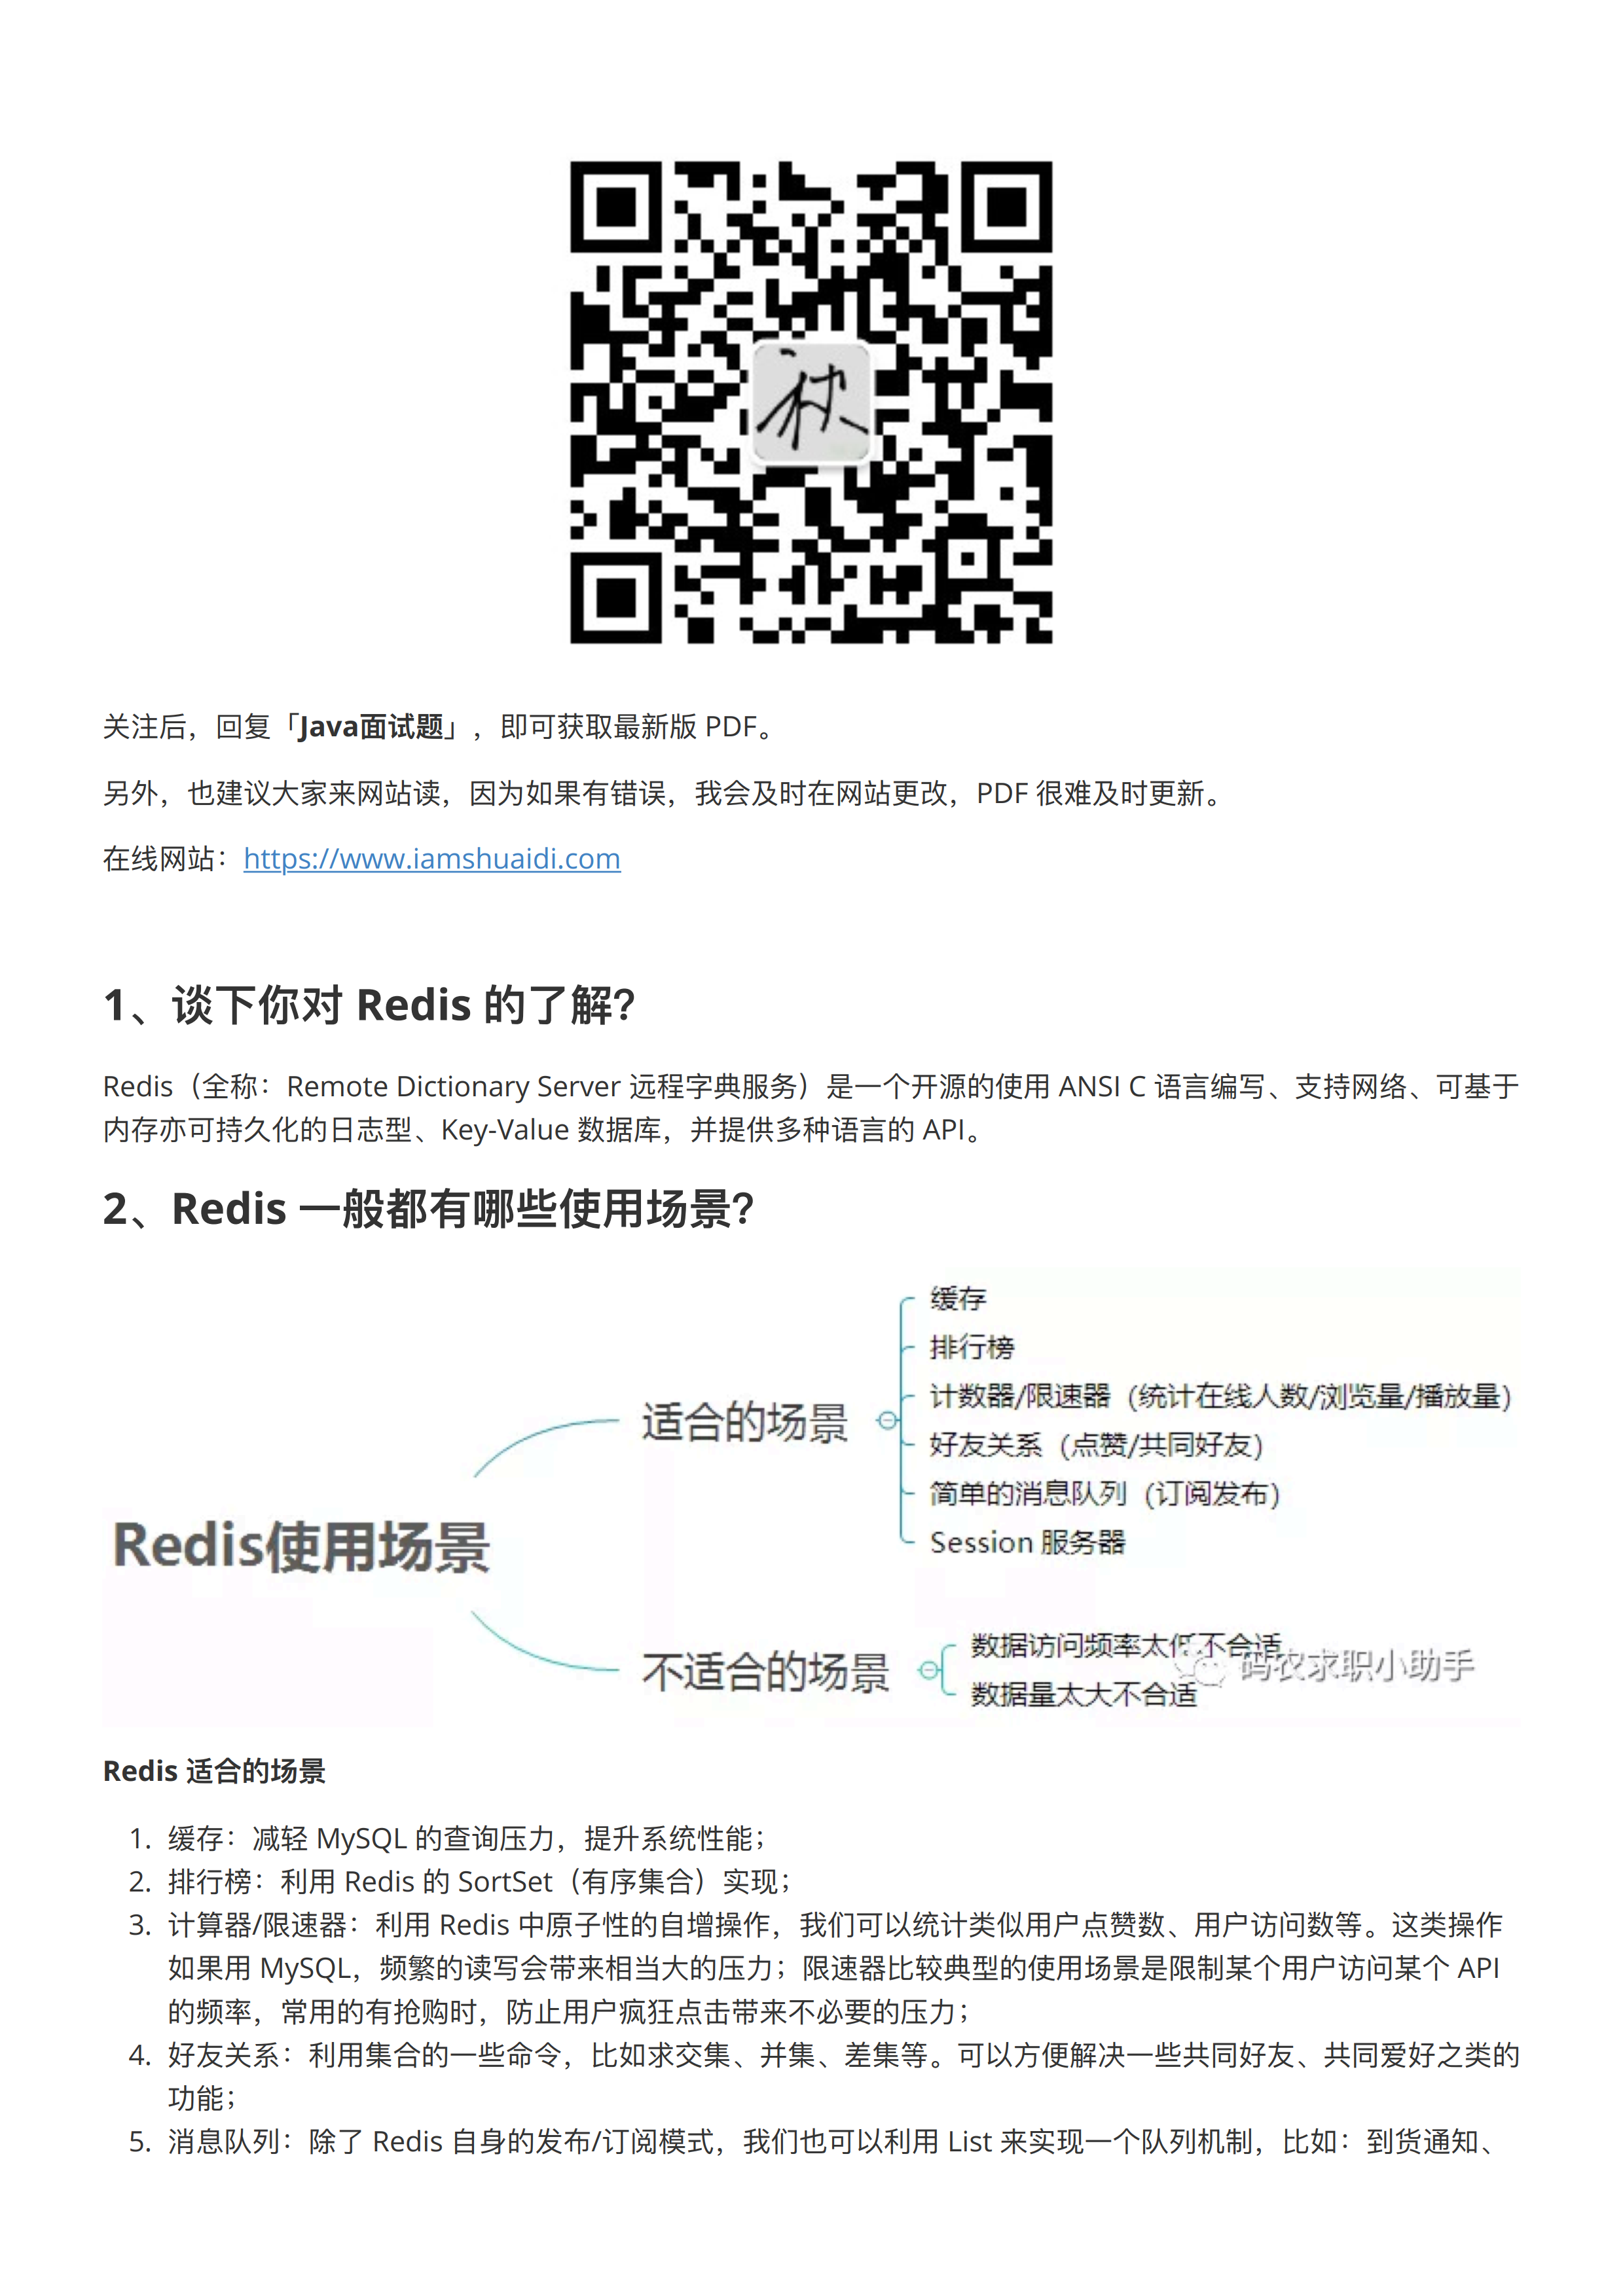 秋
关注后，回复「Java面试题」，即可获取最新版 PDF。
另外，也建议大家来网站读，因为如果有错误，我会及时在网站更改，PDF 很难及时更新。
在线网站：https://www.iamshuaidi.com
1、谈下你对 Redis 的了解？
Redis（全称：Remote Dictionary Server 远程字典服务）是一个开源的使用 ANSI C 语言编写、支持网络、可基于
内存亦可持久化的日志型、Key-Value 数据库，并提供多种语言的 API。
2、Redis 一般都有哪些使用场景？
Redis使用场景
适合的场景
缓存
排行榜
计数器/限速器（统计在线人数/浏览量/播放量）
好友关系（点赞/共同好友）
简单的消息队列（订阅发布）
Session 服务器
不适合的场景
数据访问频率太低不合适
数据量太大不合适
码农求职小助手
Redis 适合的场景
1. 缓存：减轻 MySQL 的查询压力，提升系统性能；
2. 排行榜：利用 Redis 的 SortSet（有序集合）实现；
3. 计算器/限速器：利用 Redis 中原子性的自增操作，我们可以统计类似用户点赞数、用户访问数等。这类操作
如果用 MySQL，频繁的读写会带来相当大的压力；限速器比较典型的使用场景是限制某个用户访问某个 API
的频率，常用的有抢购时，防止用户疯狂点击带来不必要的压力；
4. 好友关系：利用集合的一些命令，比如求交集、并集、差集等。可以方便解决一些共同好友、共同爱好之类的
功能；
5. 消息队列：除了 Redis 自身的发布/订阅模式，我们也可以利用 List 来实现一个队列机制，比如：到货通知、